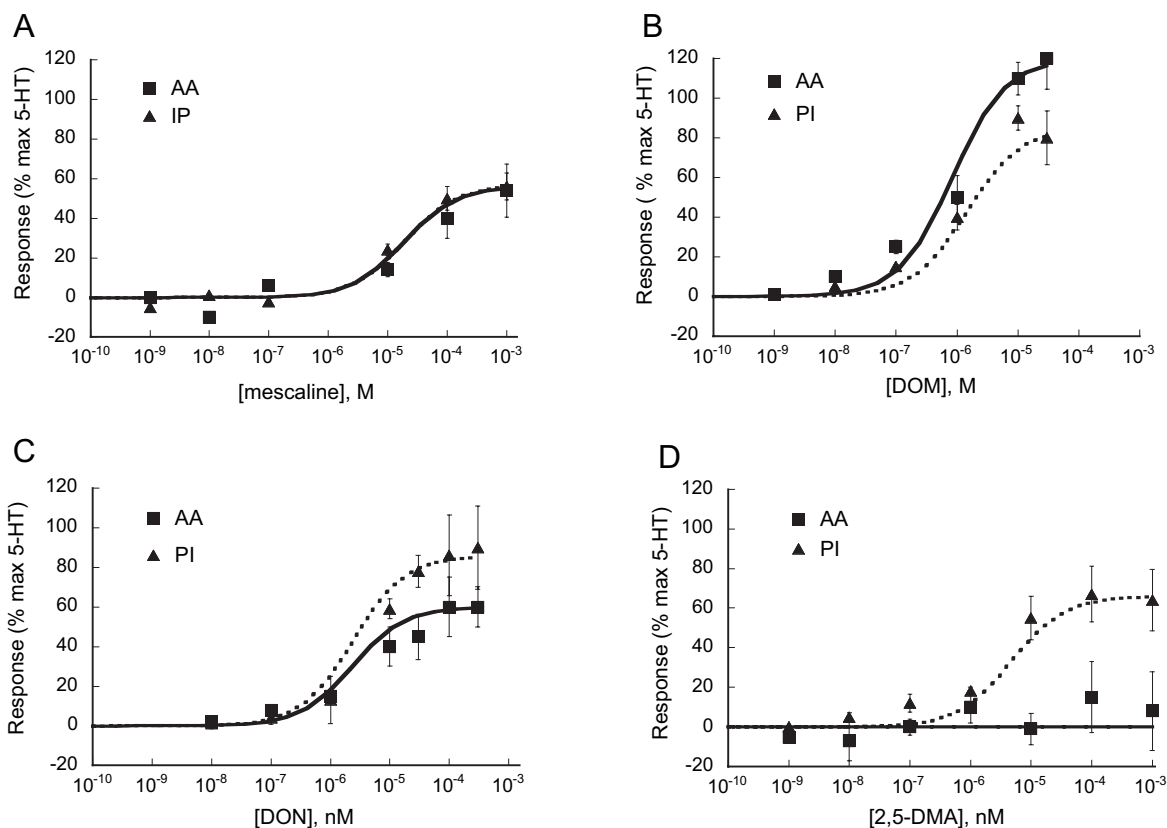 A
Response (% max 5-HT)
120
100
80
60
40
20
0
-20
AA
IP
10⁻¹⁰ 10⁻⁹ 10⁻⁸ 10⁻⁷ 10⁻⁶ 10⁻⁵ 10⁻⁴ 10⁻³
[mescaline], M
B
Response ( % max 5-HT)
120
100
80
60
40
20
0
-20
AA
PI
10⁻¹⁰ 10⁻⁹ 10⁻⁸ 10⁻⁷ 10⁻⁶ 10⁻⁵ 10⁻⁴ 10⁻³
[DOM], M
C
Response (% max 5-HT)
120
100
80
60
40
20
0
-20
AA
PI
10⁻¹⁰ 10⁻⁹ 10⁻⁸ 10⁻⁷ 10⁻⁶ 10⁻⁵ 10⁻⁴ 10⁻³
[DON], nM
D
Response (% max 5-HT)
120
100
80
60
40
20
0
-20
AA
PI
10⁻¹⁰ 10⁻⁹ 10⁻⁸ 10⁻⁷ 10⁻⁶ 10⁻⁵ 10⁻⁴ 10⁻³
[2,5-DMA], nM